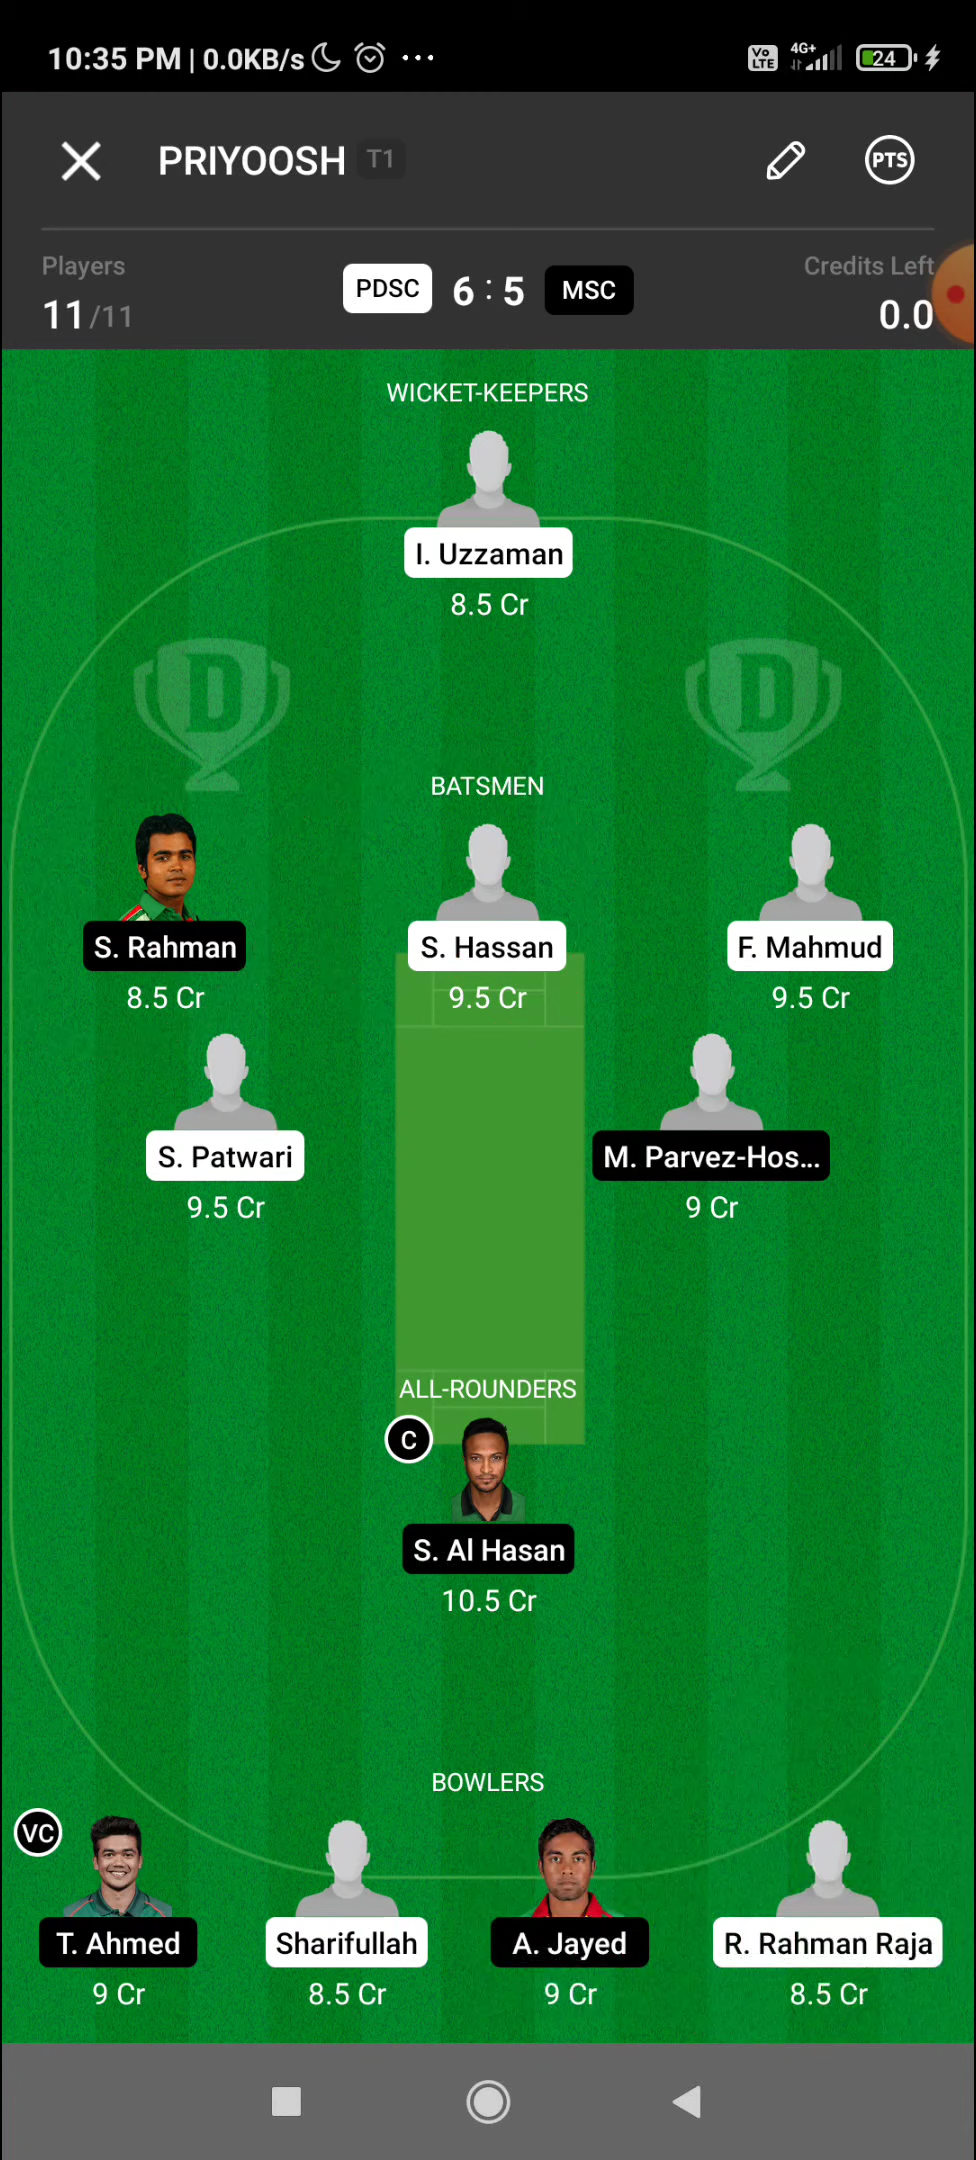 10:35 PM | 0.0KB/s ... Vo LTE 4G+ 24
PRIYOOSH T1 PTS
Players Credits Left
11/11 PDSC 6 : 5 MSC 0.0
WICKET-KEEPERS
I. Uzzaman
8.5 Cr
D D
BATSMEN
S. Rahman S. Hassan F. Mahmud
8.5 Cr 9.5 Cr 9.5 Cr
S. Patwari M. Parvez-Hos...
9.5 Cr 9 Cr
ALL-ROUNDERS
C
S. Al Hasan
10.5 Cr
BOWLERS
VC
T. Ahmed Sharifullah A. Jayed R. Rahman Raja
9 Cr 8.5 Cr 9 Cr 8.5 Cr